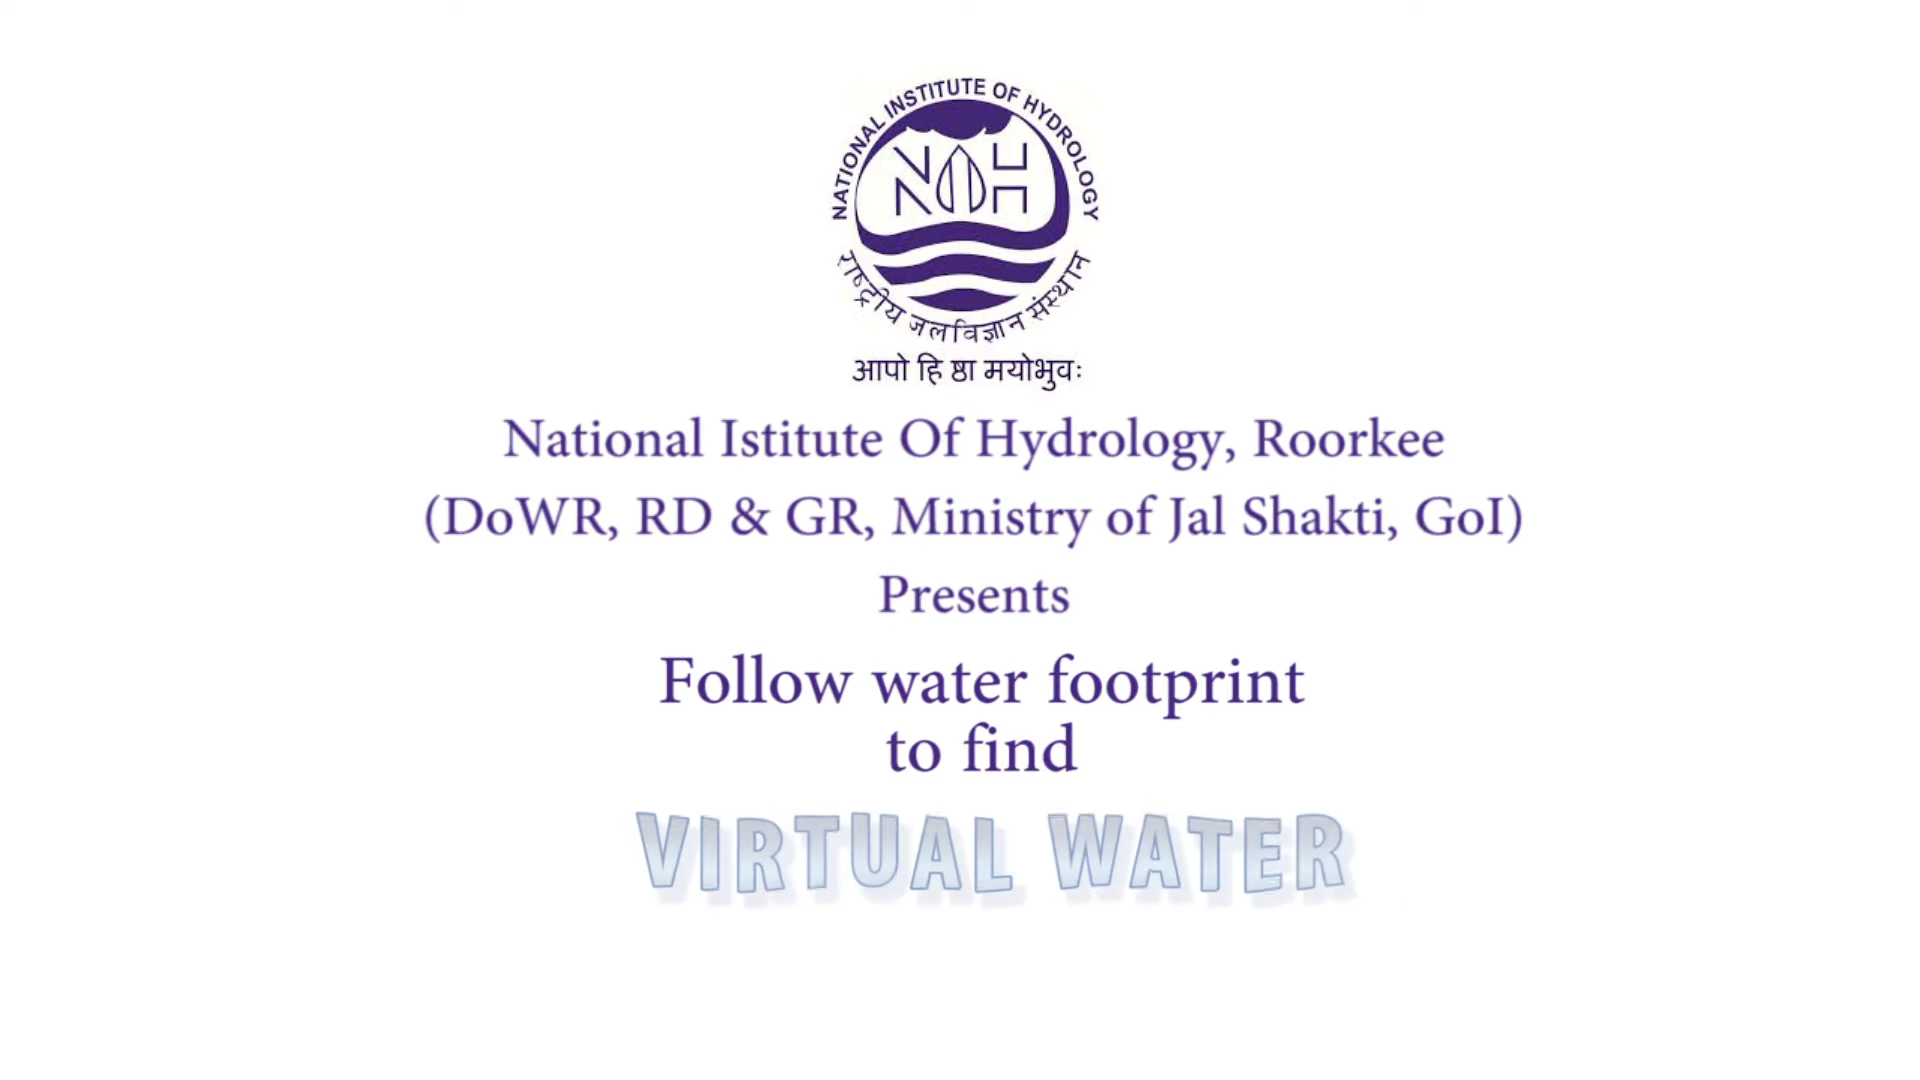 NATIONAL INSTITUTE OF HYDROLOGY
NIH
राष्ट्रीय जलविज्ञान संस्थान
आपो हि ष्ठा मयोभुवः
National Istitute Of Hydrology, Roorkee
(DoWR, RD & GR, Ministry of Jal Shakti, GoI)
Presents
Follow water footprint
to find
VIRTUAL WATER